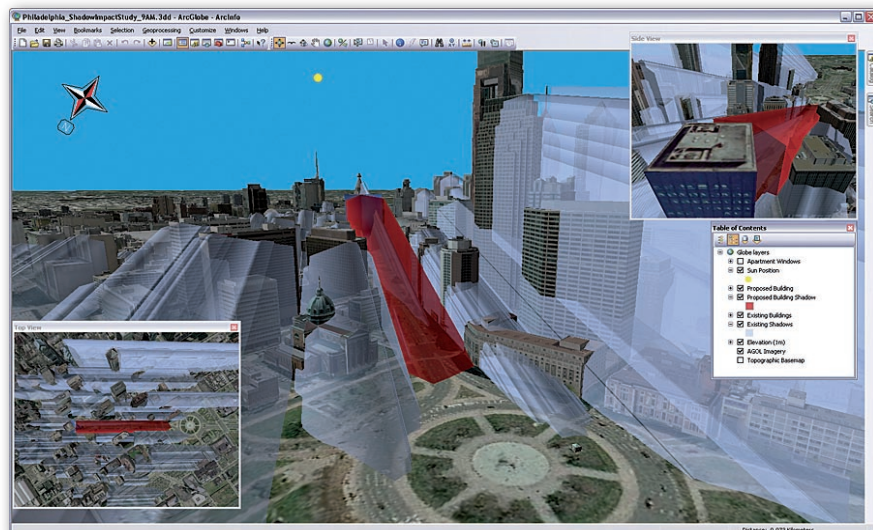 Philadelphia_ShadowImpactStudy_9AM.3dd - ArcGlobe - ArcInfo
File Edit View Bookmarks Selection Geoprocessing Customize Windows Help
Side View
Catalog
Search
N
Table of Contents
Globe layers
Apartment Windows
Sun Position
Proposed Building
Proposed Building Shadow
Existing Buildings
Existing Shadows
Elevation (1m)
AGOL Imagery
Topographic Basemap
Top View